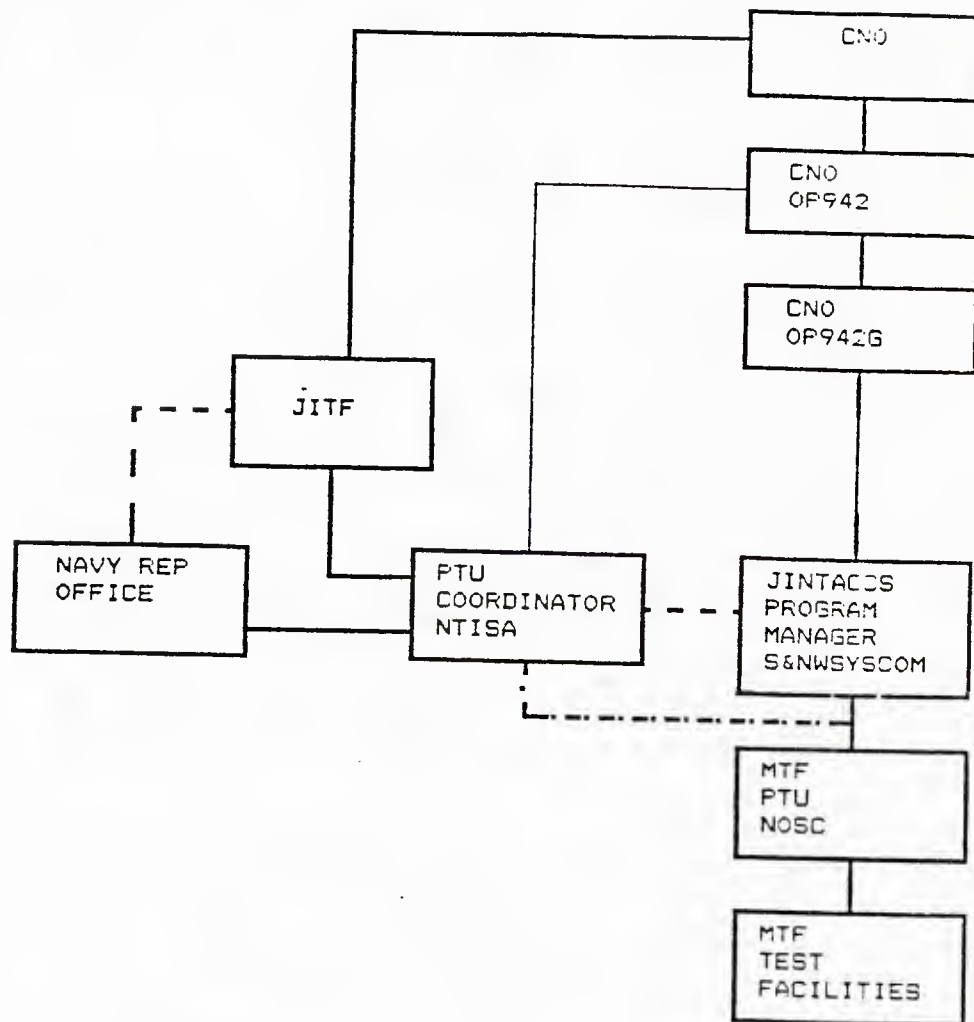 CNO
CNO
OP942
CNO
OP942G
JITF
NAVY REP
OFFICE
PTU
COORDINATOR
NTISA
JINTACCS
PROGRAM
MANAGER
S&NWSYSCOM
MTF
PTU
NOSC
MTF
TEST
FACILITIES